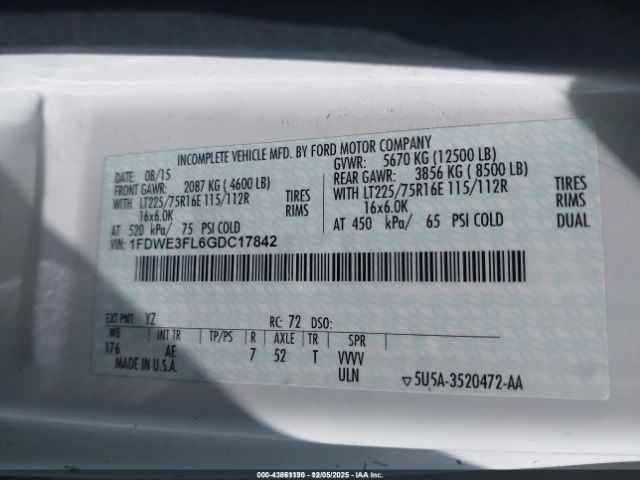 INCOMPLETE VEHICLE MFD. BY FORD MOTOR COMPANY
DATE: 08/15 GVWR: 5670 KG (12500 LB)
FRONT GAWR: 2087 KG (4600 LB) REAR GAWR: 3856 KG (8500 LB)
WITH LT225/75R16E 115/112R TIRES WITH LT225/75R16E 115/112R TIRES
16x6.0K RIMS 16x6.0K RIMS
AT 520 kPa/ 75 PSI COLD AT 450 kPa/ 65 PSI COLD DUAL
VIN: 1FDWE3FL6GDC17842
EXT PNT: YZ RC: 72 DSO:
WB INT TR TP/PS R AXLE TR SPR
176 AE 7 52 T VVVV
MADE IN U.S.A. ULN
5U5A-3520472-AA
12/05/2025 - IAA, Inc.